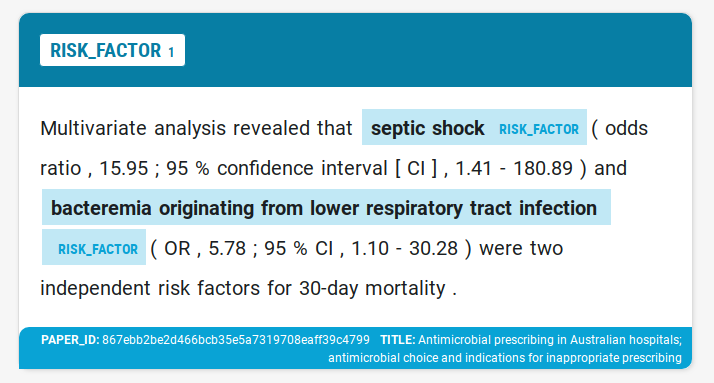 RISK_FACTOR 1
Multivariate analysis revealed that septic shock RISK_FACTOR ( odds
ratio , 15.95 ; 95 % confidence interval [ CI ] , 1.41 - 180.89 ) and
bacteremia originating from lower respiratory tract infection
RISK_FACTOR ( OR , 5.78 ; 95 % CI , 1.10 - 30.28 ) were two
independent risk factors for 30-day mortality .
PAPER_ID: 867ebb2be2d466bcb35e5a7319708eaff39c4799 TITLE: Antimicrobial prescribing in Australian hospitals;
antimicrobial choice and indications for inappropriate prescribing